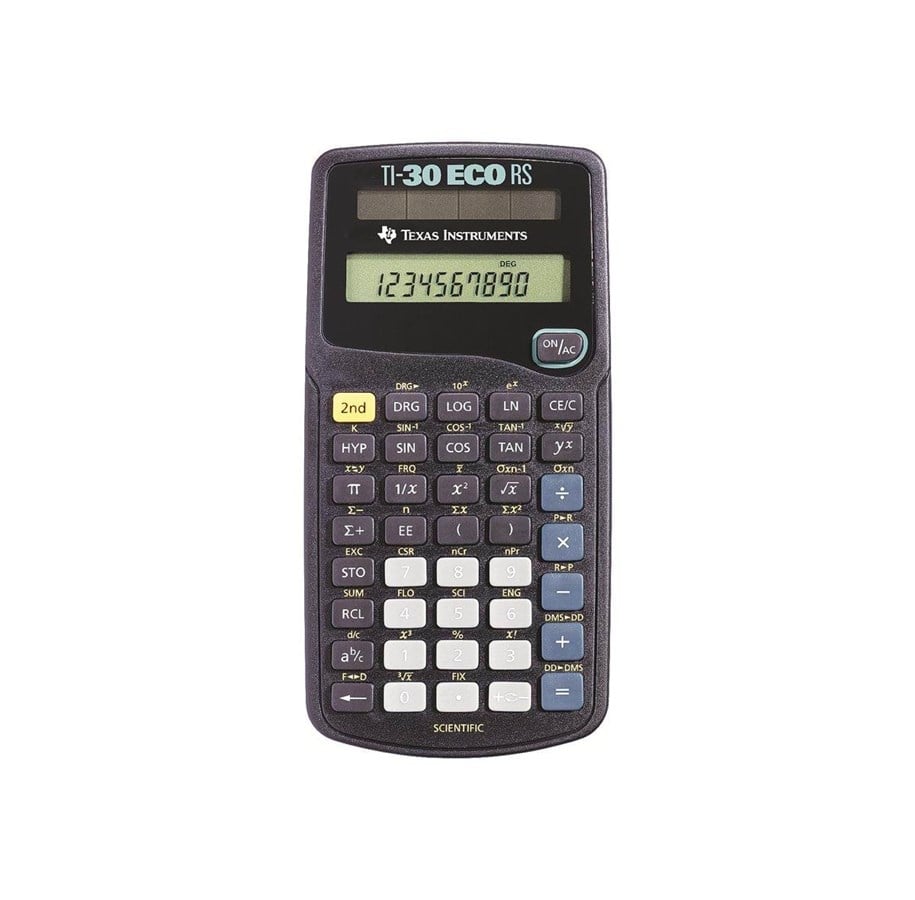 TI-30 ECO RS
TEXAS INSTRUMENTS
DEG
1234567890
ON/AC
DRG► 10ˣ eˣ
2nd DRG LOG LN CE/C
K SIN⁻¹ COS⁻¹ TAN⁻¹ ˣ√y
HYP SIN COS TAN yˣ
x⇆y FRQ x̅ σxn-1 σxn
π 1/x x² √x ÷
Σ− n Σx Σx² P►R
Σ+ EE ( ) ×
EXC CSR nCr nPr R►P
STO 7 8 9 −
SUM FLO SCI ENG DMS►DD
RCL 4 5 6 +
d/c x³ % x! DD►DMS
aᵇ/c 1 2 3 =
F◄►D ³√x FIX
← 0 . +⇆−
SCIENTIFIC